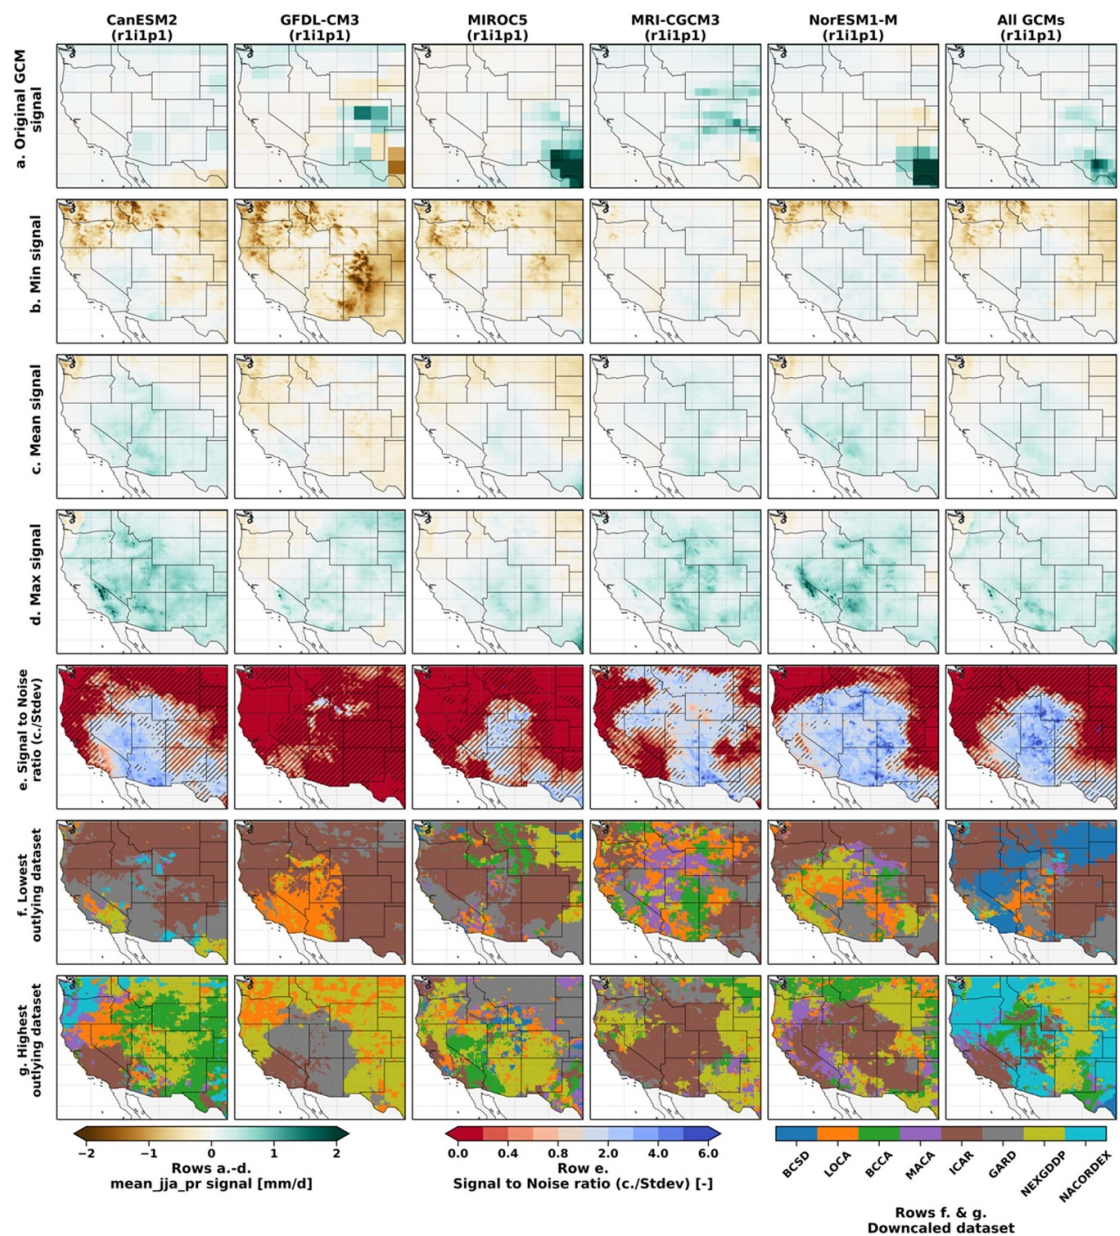 CanESM2
(r1i1p1)
GFDL-CM3
(r1i1p1)
MIROC5
(r1i1p1)
MRI-CGCM3
(r1i1p1)
NorESM1-M
(r1i1p1)
All GCMs
(r1i1p1)
a. Original GCM
signal
b. Min signal
c. Mean signal
d. Max signal
e. Signal to Noise
ratio (c./Stdev)
f. Lowest
outlying dataset
g. Highest
outlying dataset
−2 −1 0 1 2
Rows a.-d.
mean_jja_pr signal [mm/d]
0.0 0.4 0.8 2.0 4.0 6.0
Row e.
Signal to Noise ratio (c./Stdev) [-]
BCSD
LOCA
BCCA
MACA
ICAR
GARD
NEXGDDP
NACORDEX
Rows f. & g.
Downcaled dataset